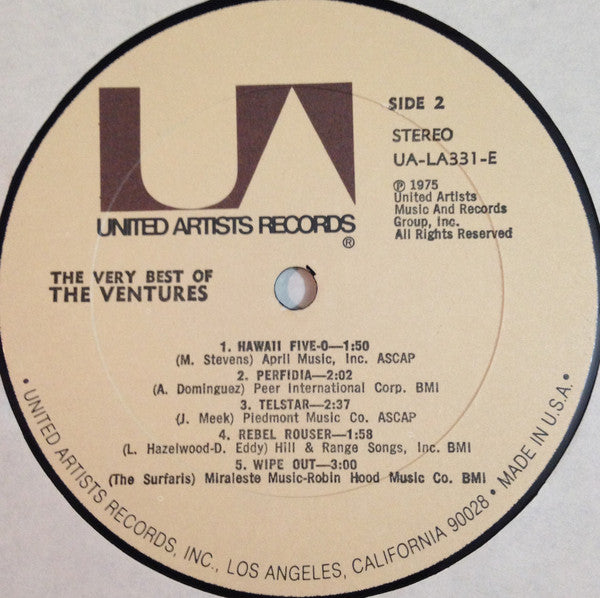 UA
UNITED ARTISTS RECORDS
®
SIDE 2
STEREO
UA-LA331-E
℗ 1975
United Artists
Music And Records
Group, Inc.
All Rights Reserved
THE VERY BEST OF
THE VENTURES
1. HAWAII FIVE-O—1:50
(M. Stevens) April Music, Inc. ASCAP
2. PERFIDIA—2:02
(A. Dominguez) Peer International Corp. BMI
3. TELSTAR—2:37
(J. Meek) Piedmont Music Co. ASCAP
4. REBEL ROUSER—1:58
(L. Hazelwood-D. Eddy) Hill & Range Songs, Inc. BMI
5. WIPE OUT—3:00
(The Surfaris) Miraleste Music-Robin Hood Music Co. BMI
• UNITED ARTISTS RECORDS, INC., LOS ANGELES, CALIFORNIA 90028 • MADE IN U.S.A. •